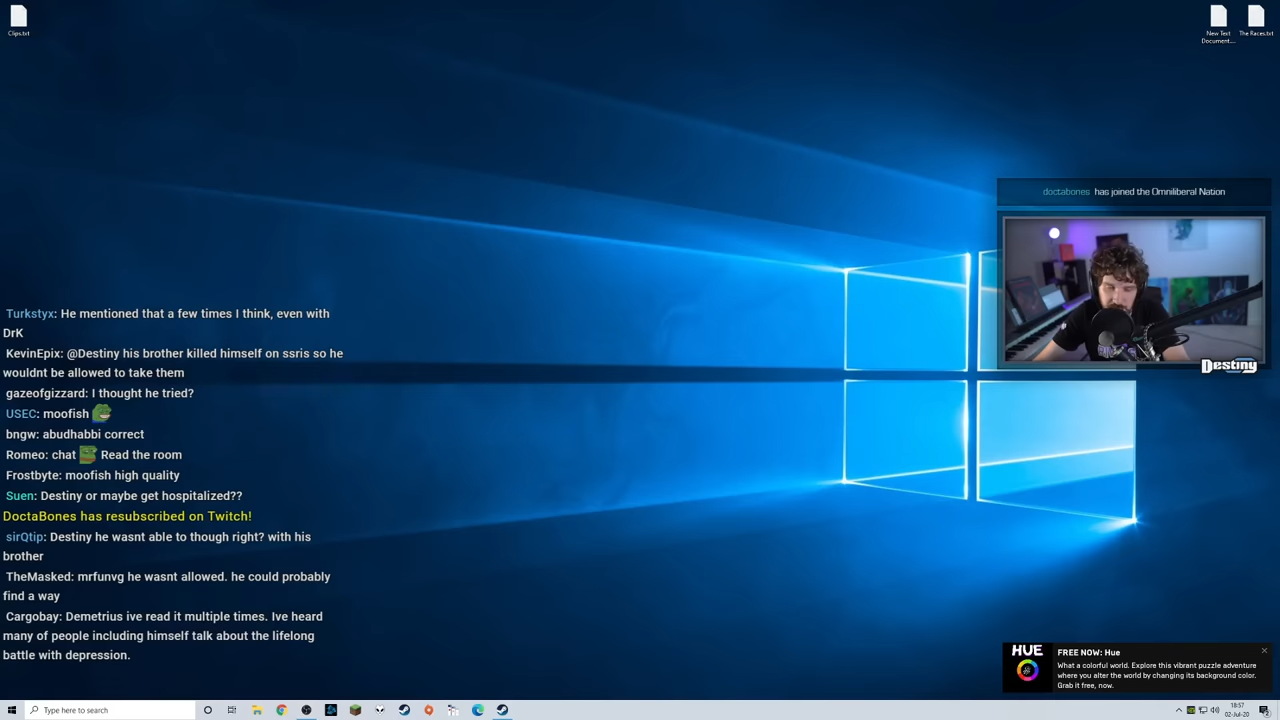 Clips.txt
New Text
Document....
The Races.txt
doctabones has joined the Omniliberal Nation
Destiny
Turkstyx: He mentioned that a few times I think, even with
DrK
KevinEpix: @Destiny his brother killed himself on ssris so he
wouldnt be allowed to take them
gazeofgizzard: I thought he tried?
USEC: moofish
bngw: abudhabbi correct
Romeo: chat Read the room
Frostbyte: moofish high quality
Suen: Destiny or maybe get hospitalized??
DoctaBones has resubscribed on Twitch!
sirQtip: Destiny he wasnt able to though right? with his
brother
TheMasked: mrfunvg he wasnt allowed. he could probably
find a way
Cargobay: Demetrius ive read it multiple times. Ive heard
many of people including himself talk about the lifelong
battle with depression.
HUE
FREE NOW: Hue
What a colorful world. Explore this vibrant puzzle adventure
where you alter the world by changing its background color.
Grab it free, now.
Type here to search
18:57
02-Jul-20